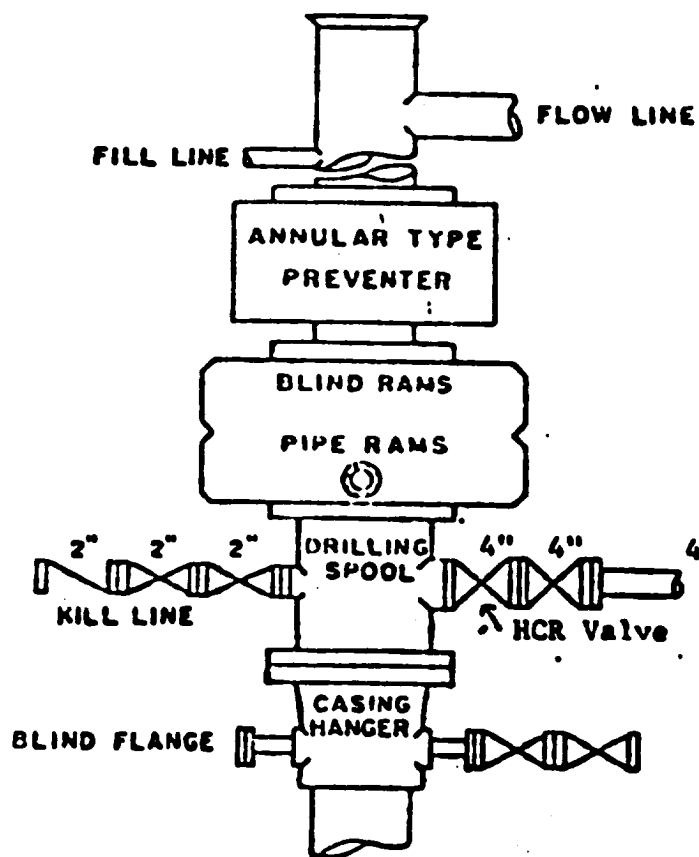 FLOW LINE
FILL LINE
ANNULAR TYPE
PREVENTER
BLIND RAMS
PIPE RAMS
2" 2" 2"
DRILLING
SPOOL
4" 4" 4
KILL LINE
HCR Valve
CASING
HANGER
BLIND FLANGE